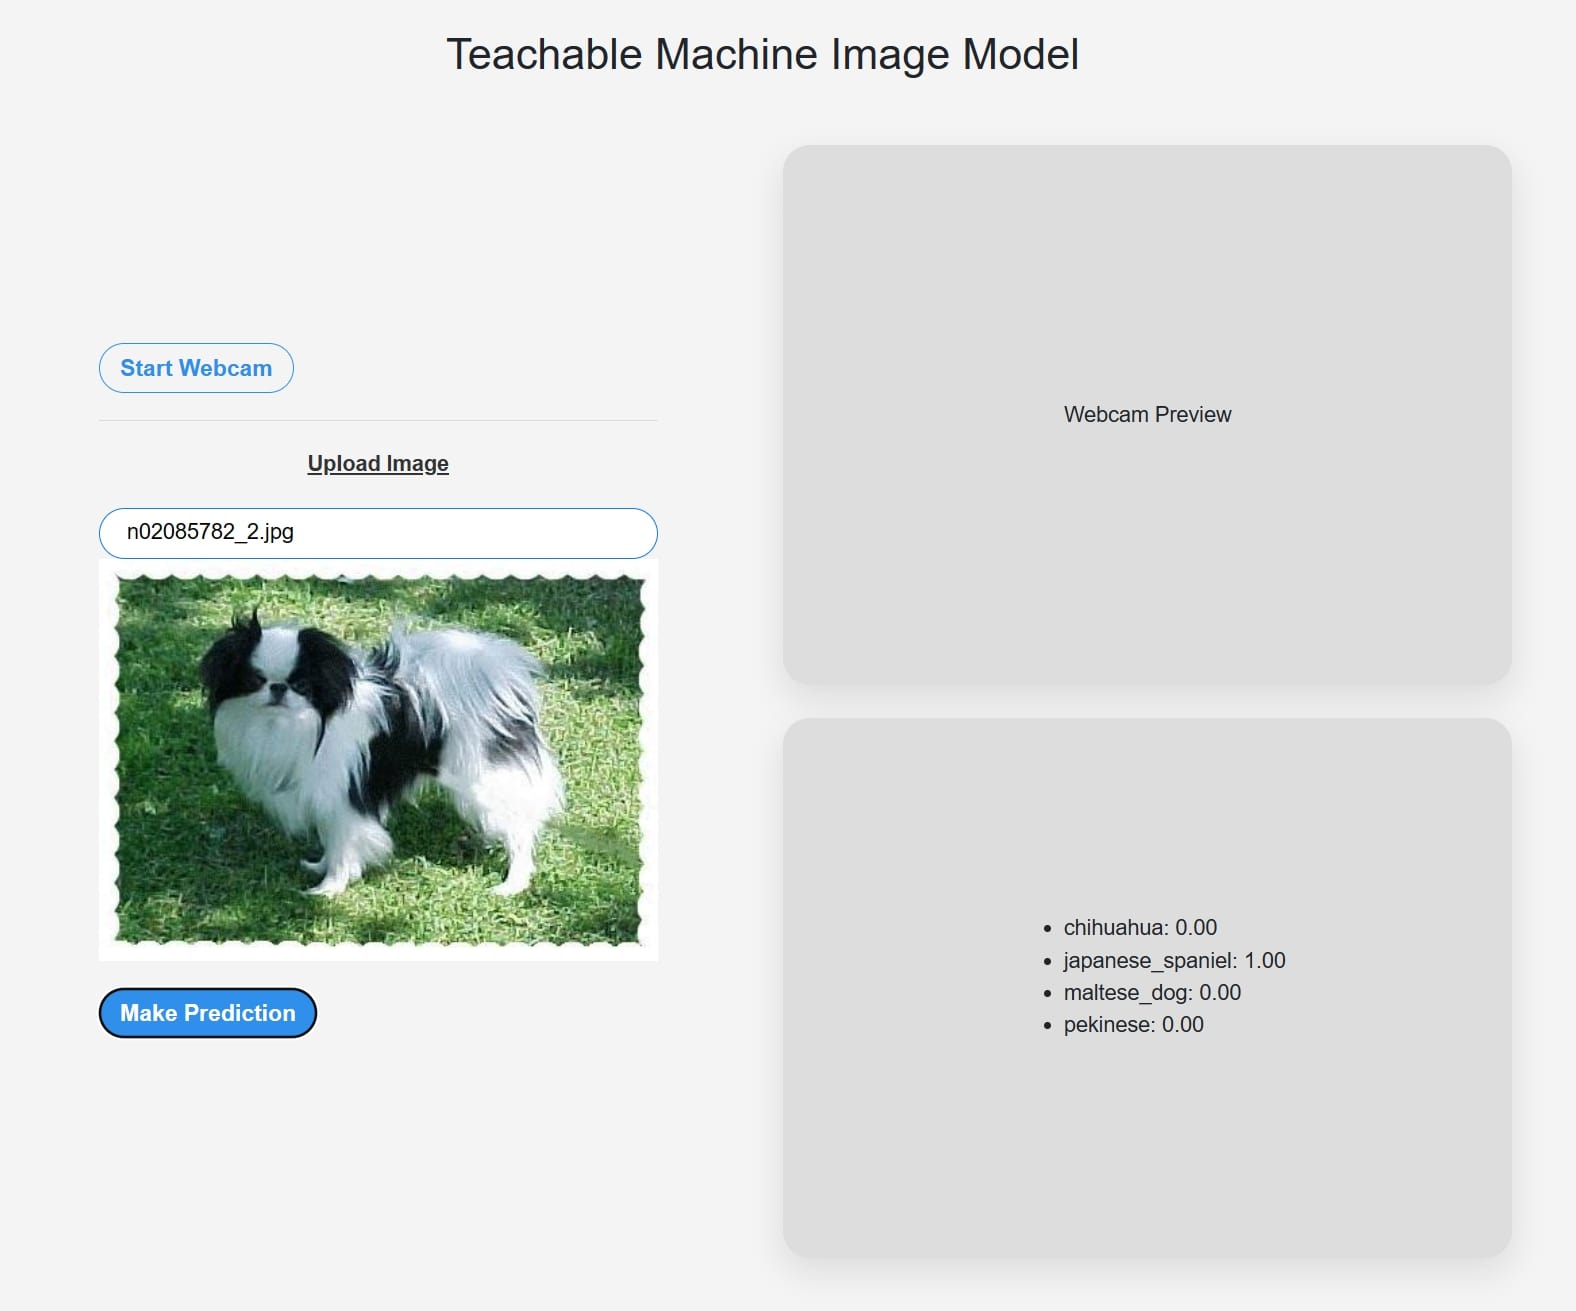 Teachable Machine Image Model
Start Webcam
Upload Image
n02085782_2.jpg
Make Prediction
Webcam Preview
chihuahua: 0.00
japanese_spaniel: 1.00
maltese_dog: 0.00
pekinese: 0.00